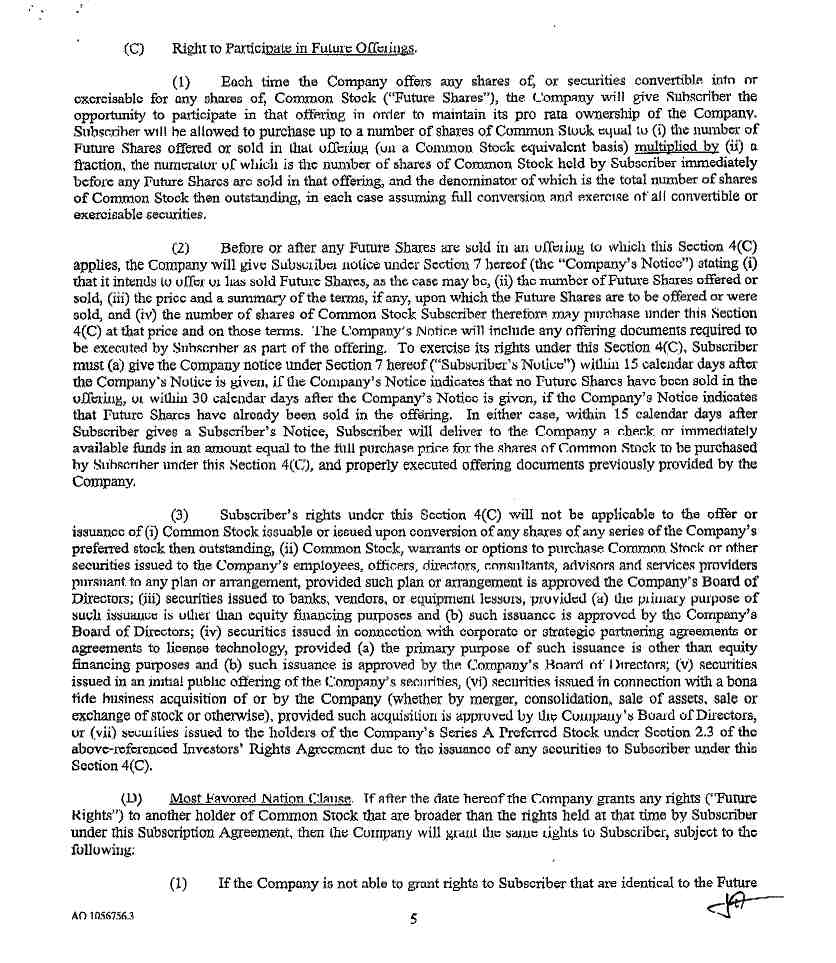 (C) Right to Participate in Future Offerings.
(1) Each time the Company offers any shares of, or securities convertible into or
exercisable for any shares of, Common Stock ("Future Shares"), the Company will give Subscriber the
opportunity to participate in that offering in order to maintain its pro rata ownership of the Company.
Subscriber will be allowed to purchase up to a number of shares of Common Stock equal to (i) the number of
Future Shares offered or sold in that offering (on a Common Stock equivalent basis) multiplied by (ii) a
fraction, the numerator of which is the number of shares of Common Stock held by Subscriber immediately
before any Future Shares are sold in that offering, and the denominator of which is the total number of shares
of Common Stock then outstanding, in each case assuming full conversion and exercise of all convertible or
exercisable securities.
(2) Before or after any Future Shares are sold in an offering to which this Section 4(C)
applies, the Company will give Subscriber notice under Section 7 hereof (the "Company's Notice") stating (i)
that it intends to offer or has sold Future Shares, as the case may be, (ii) the number of Future Shares offered or
sold, (iii) the price and a summary of the terms, if any, upon which the Future Shares are to be offered or were
sold, and (iv) the number of shares of Common Stock Subscriber therefore may purchase under this Section
4(C) at that price and on those terms. The Company's Notice will include any offering documents required to
be executed by Subscriber as part of the offering. To exercise its rights under this Section 4(C), Subscriber
must (a) give the Company notice under Section 7 hereof ("Subscriber's Notice") within 15 calendar days after
the Company's Notice is given, if the Company's Notice indicates that no Future Shares have been sold in the
offering, or within 30 calendar days after the Company's Notice is given, if the Company's Notice indicates
that Future Shares have already been sold in the offering. In either case, within 15 calendar days after
Subscriber gives a Subscriber's Notice, Subscriber will deliver to the Company a check or immediately
available funds in an amount equal to the full purchase price for the shares of Common Stock to be purchased
by Subscriber under this Section 4(C), and properly executed offering documents previously provided by the
Company.
(3) Subscriber's rights under this Section 4(C) will not be applicable to the offer or
issuance of (i) Common Stock issuable or issued upon conversion of any shares of any series of the Company's
preferred stock then outstanding, (ii) Common Stock, warrants or options to purchase Common Stock or other
securities issued to the Company's employees, officers, directors, consultants, advisors and services providers
pursuant to any plan or arrangement, provided such plan or arrangement is approved the Company's Board of
Directors; (iii) securities issued to banks, vendors, or equipment lessors, provided (a) the primary purpose of
such issuance is other than equity financing purposes and (b) such issuance is approved by the Company's
Board of Directors; (iv) securities issued in connection with corporate or strategic partnering agreements or
agreements to license technology, provided (a) the primary purpose of such issuance is other than equity
financing purposes and (b) such issuance is approved by the Company's Board of Directors; (v) securities
issued in an initial public offering of the Company's securities, (vi) securities issued in connection with a bona
fide business acquisition of or by the Company (whether by merger, consolidation, sale of assets, sale or
exchange of stock or otherwise), provided such acquisition is approved by the Company's Board of Directors,
or (vii) securities issued to the holders of the Company's Series A Preferred Stock under Section 2.3 of the
above-referenced Investors' Rights Agreement due to the issuance of any securities to Subscriber under this
Section 4(C).
(D) Most Favored Nation Clause. If after the date hereof the Company grants any rights ("Future
Rights") to another holder of Common Stock that are broader than the rights held at that time by Subscriber
under this Subscription Agreement, then the Company will grant the same rights to Subscriber, subject to the
following:
(1) If the Company is not able to grant rights to Subscriber that are identical to the Future
AO 1056756.3
5